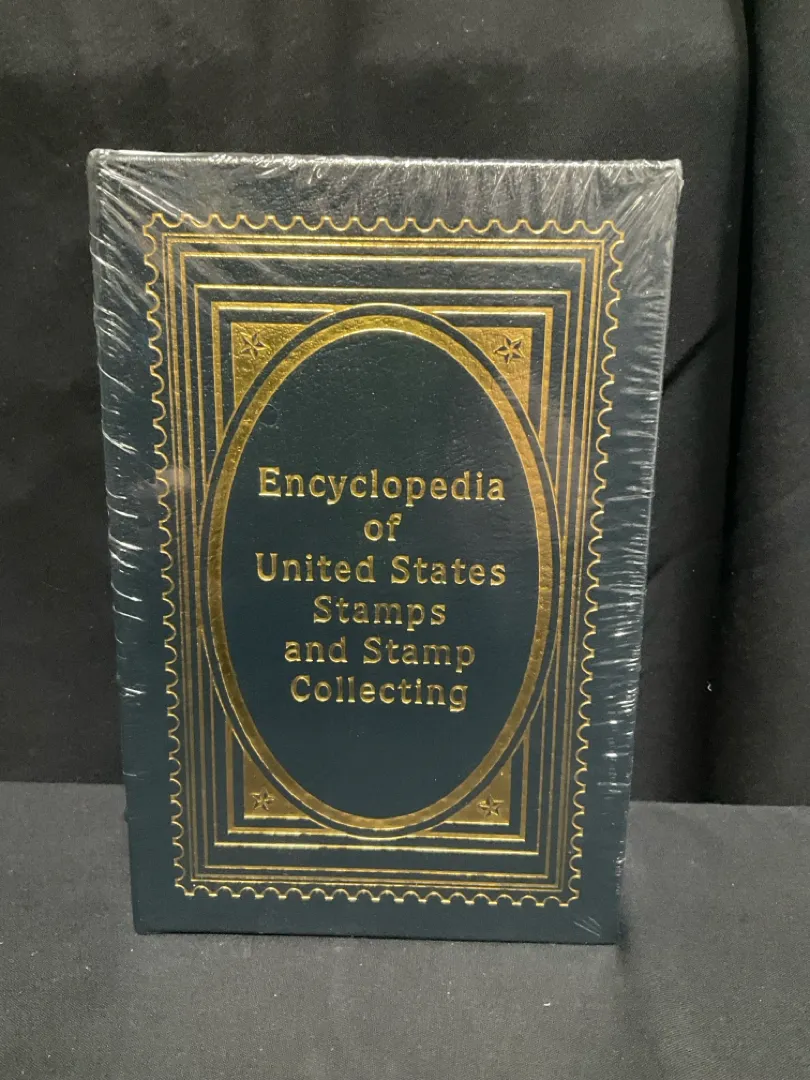 Encyclopedia
of
United States
Stamps
and Stamp
Collecting